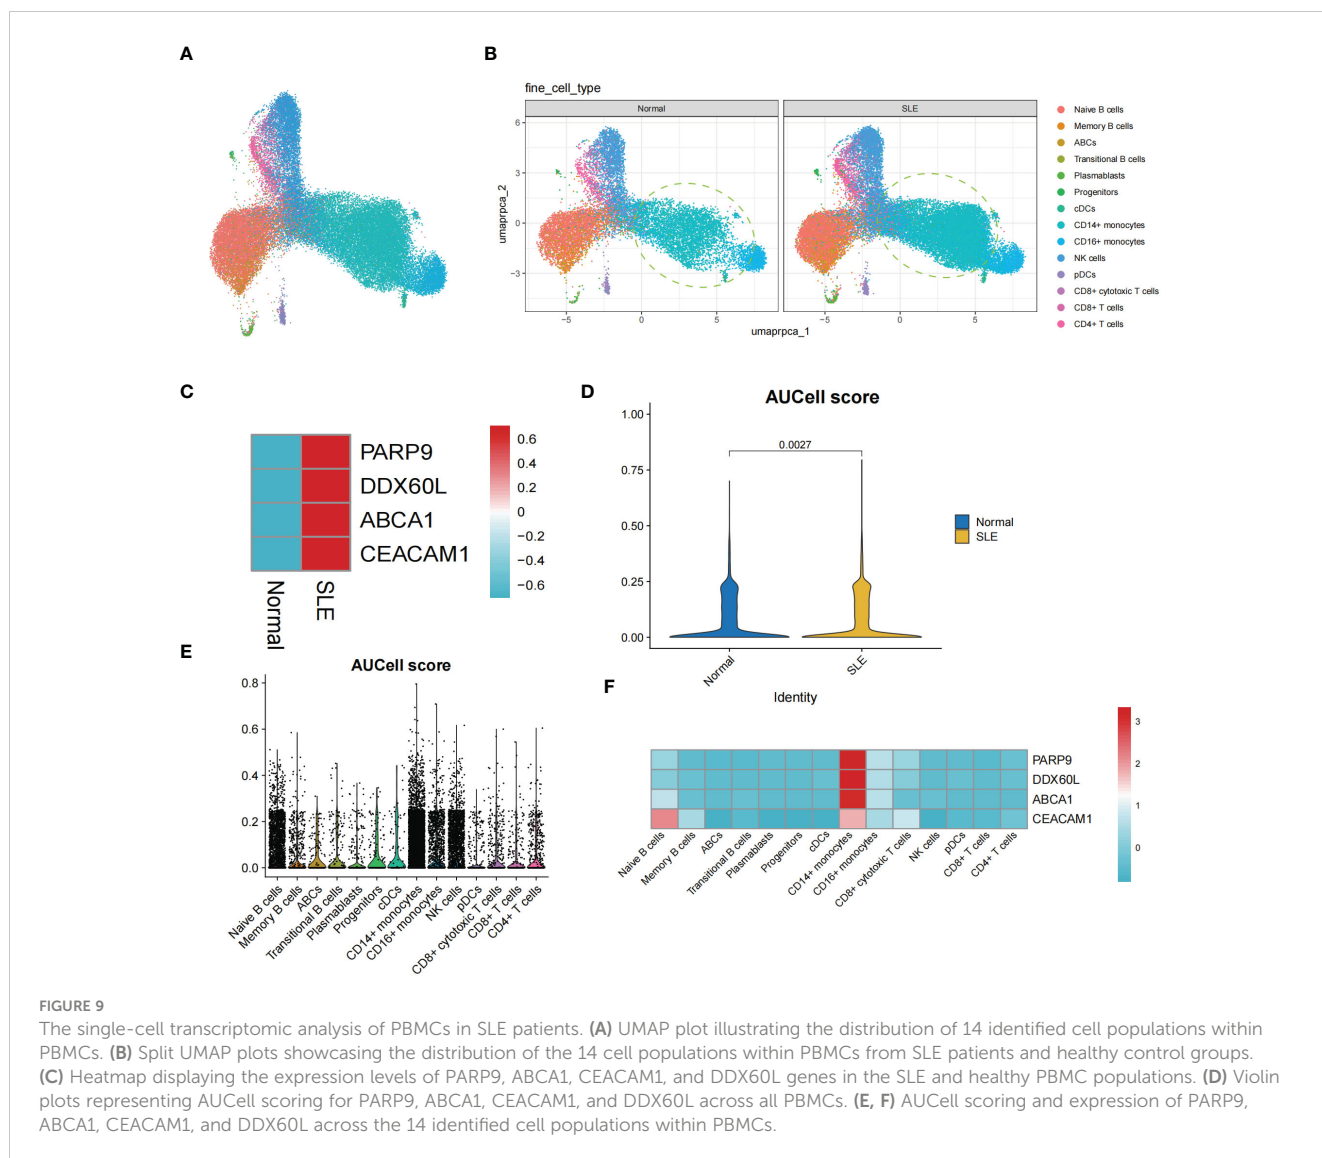 A
B
fine_cell_type
Normal
SLE
6
3
0
−3
umaprpca_2
−5
0
5
−5
0
5
umaprpca_1
Naive B cells
Memory B cells
ABCs
Transitional B cells
Plasmablasts
Progenitors
cDCs
CD14+ monocytes
CD16+ monocytes
NK cells
pDCs
CD8+ cytotoxic T cells
CD8+ T cells
CD4+ T cells
C
PARP9
DDX60L
ABCA1
CEACAM1
Normal
SLE
0.6
0.4
0.2
0
−0.2
−0.4
−0.6
D
AUCell score
1.00
0.75
0.50
0.25
0.00
0.0027
Normal
SLE
Identity
Normal
SLE
E
AUCell score
0.8
0.6
0.4
0.2
0.0
Naive B cells
Memory B cells
ABCs
Transitional B cells
Plasmablasts
Progenitors
cDCs
CD14+ monocytes
CD16+ monocytes
NK cells
pDCs
CD8+ cytotoxic T cells
CD8+ T cells
CD4+ T cells
F
PARP9
DDX60L
ABCA1
CEACAM1
Naive B cells
Memory B cells
ABCs
Transitional B cells
Plasmablasts
Progenitors
cDCs
CD14+ monocytes
CD16+ monocytes
CD8+ cytotoxic T cells
NK cells
pDCs
CD8+ T cells
CD4+ T cells
3
2
1
0
FIGURE 9
The single-cell transcriptomic analysis of PBMCs in SLE patients. (A) UMAP plot illustrating the distribution of 14 identified cell populations within
PBMCs. (B) Split UMAP plots showcasing the distribution of the 14 cell populations within PBMCs from SLE patients and healthy control groups.
(C) Heatmap displaying the expression levels of PARP9, ABCA1, CEACAM1, and DDX60L genes in the SLE and healthy PBMC populations. (D) Violin
plots representing AUCell scoring for PARP9, ABCA1, CEACAM1, and DDX60L across all PBMCs. (E, F) AUCell scoring and expression of PARP9,
ABCA1, CEACAM1, and DDX60L across the 14 identified cell populations within PBMCs.